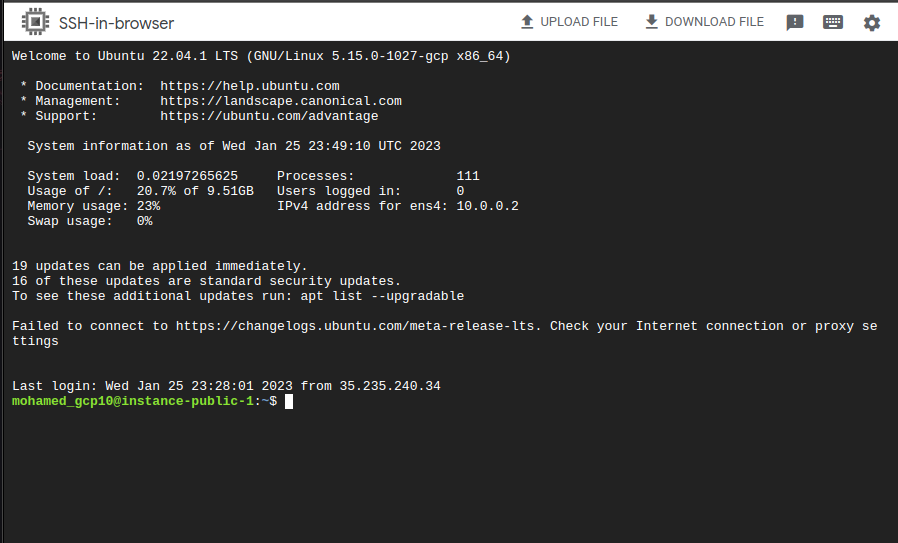 SSH-in-browser UPLOAD FILE DOWNLOAD FILE
Welcome to Ubuntu 22.04.1 LTS (GNU/Linux 5.15.0-1027-gcp x86_64)
* Documentation:  https://help.ubuntu.com
* Management:     https://landscape.canonical.com
* Support:        https://ubuntu.com/advantage
System information as of Wed Jan 25 23:49:10 UTC 2023
System load:  0.02197265625     Processes:             111
Usage of /:   20.7% of 9.51GB   Users logged in:       0
Memory usage: 23%               IPv4 address for ens4: 10.0.0.2
Swap usage:   0%
19 updates can be applied immediately.
16 of these updates are standard security updates.
To see these additional updates run: apt list --upgradable
Failed to connect to https://changelogs.ubuntu.com/meta-release-lts. Check your Internet connection or proxy se
ttings
Last login: Wed Jan 25 23:28:01 2023 from 35.235.240.34
mohamed_gcp10@instance-public-1:~$